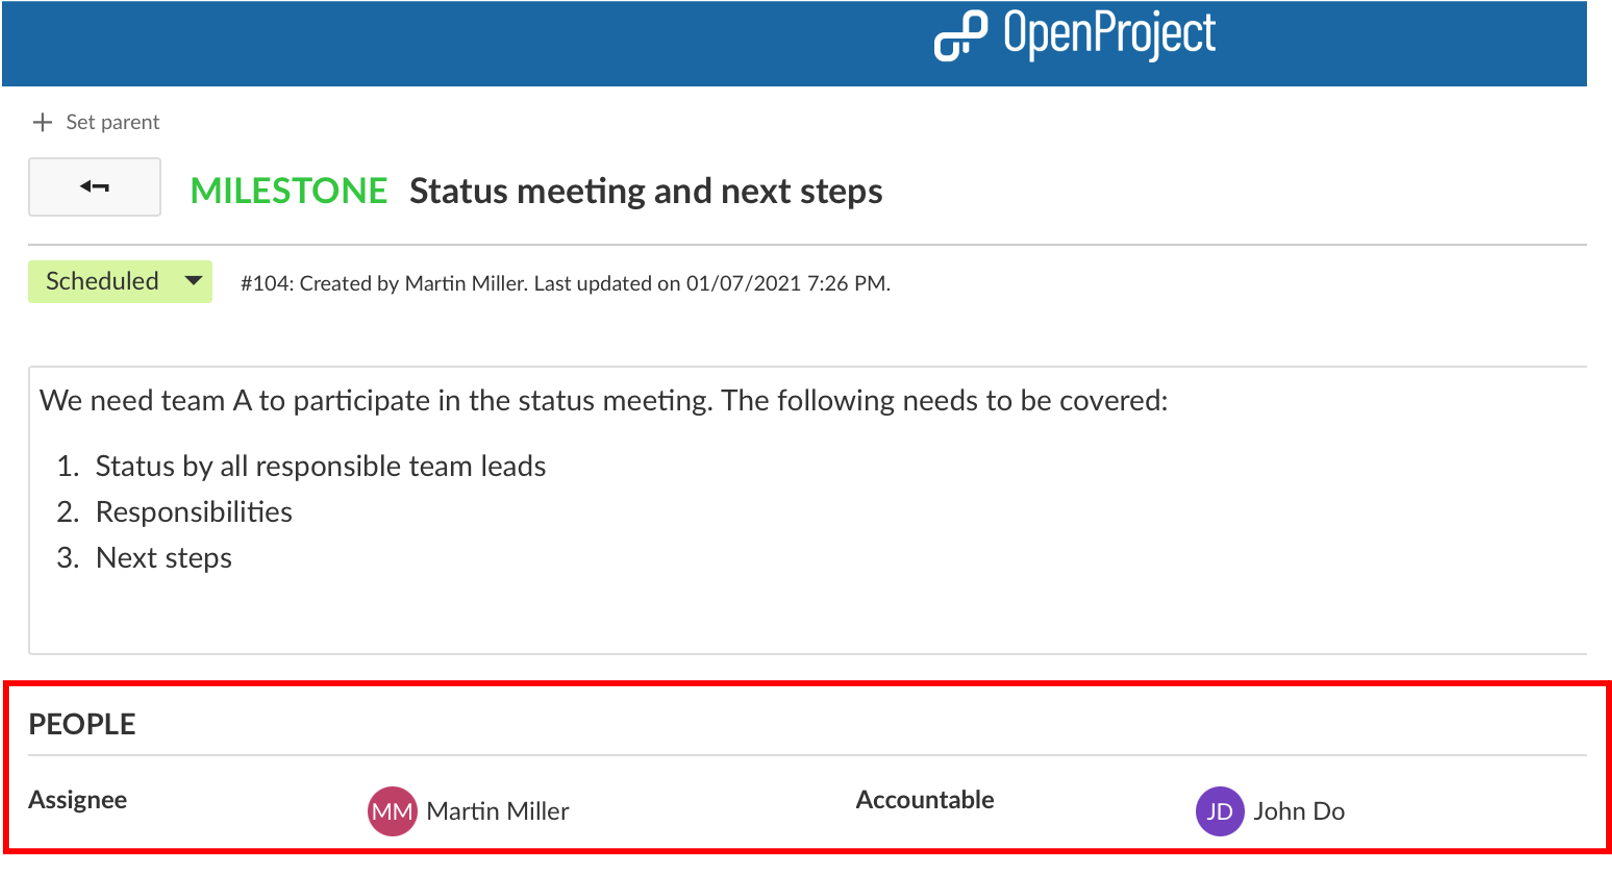 OpenProject
+ Set parent
MILESTONE Status meeting and next steps
Scheduled #104: Created by Martin Miller. Last updated on 01/07/2021 7:26 PM.
We need team A to participate in the status meeting. The following needs to be covered:
1. Status by all responsible team leads
2. Responsibilities
3. Next steps
PEOPLE
Assignee MM Martin Miller Accountable JD John Do